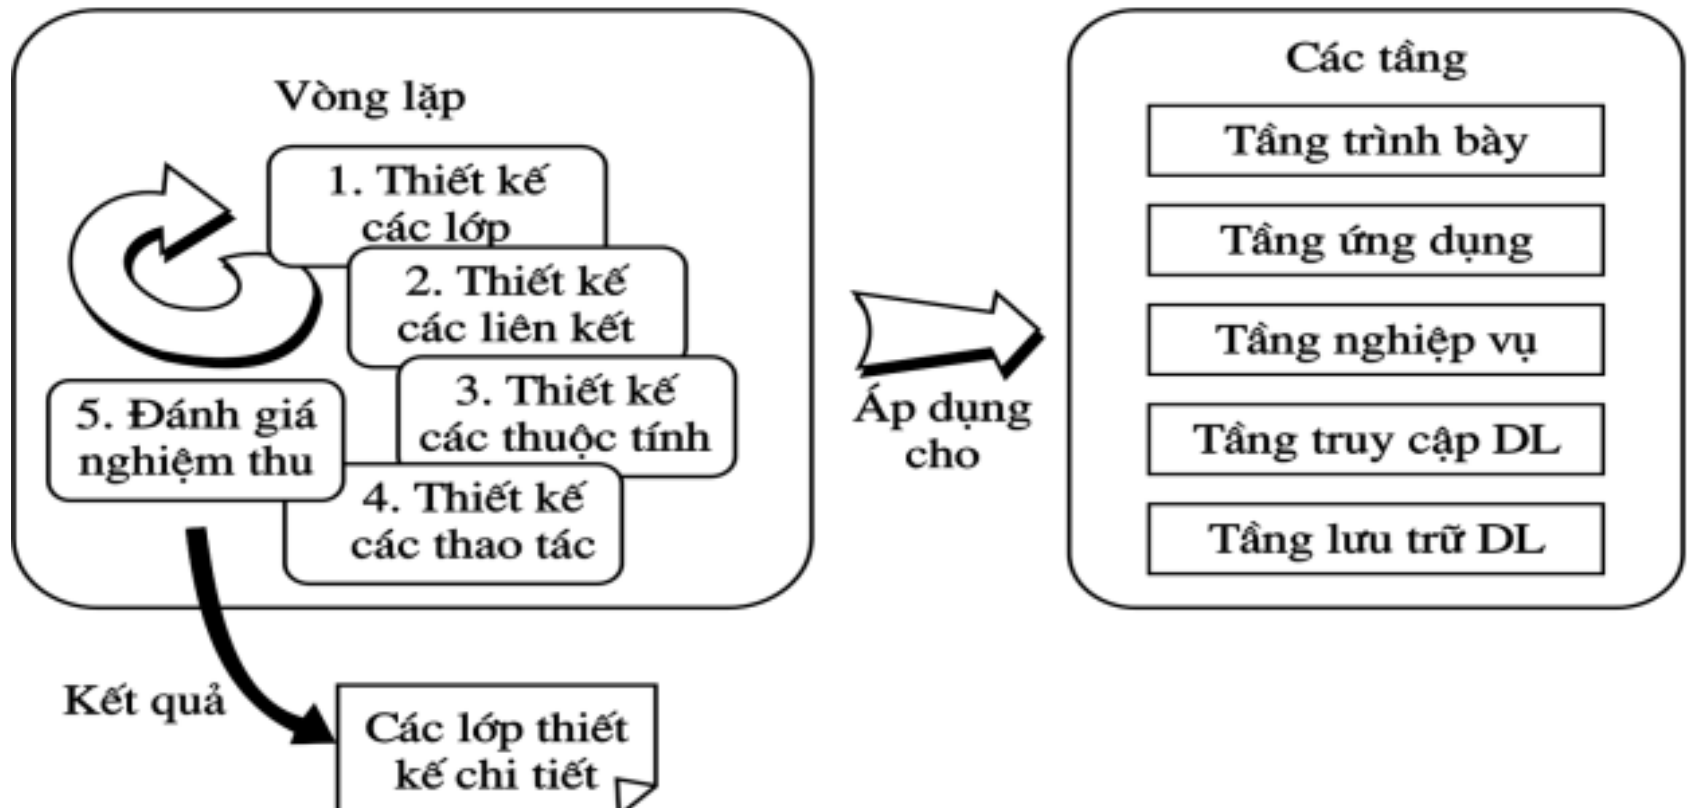 Vòng lặp
1. Thiết kế
các lớp
2. Thiết kế
các liên kết
3. Thiết kế
các thuộc tính
4. Thiết kế
các thao tác
5. Đánh giá
nghiệm thu
Kết quả
Các lớp thiết
kế chi tiết
Áp dụng
cho
Các tầng
Tầng trình bày
Tầng ứng dụng
Tầng nghiệp vụ
Tầng truy cập DL
Tầng lưu trữ DL